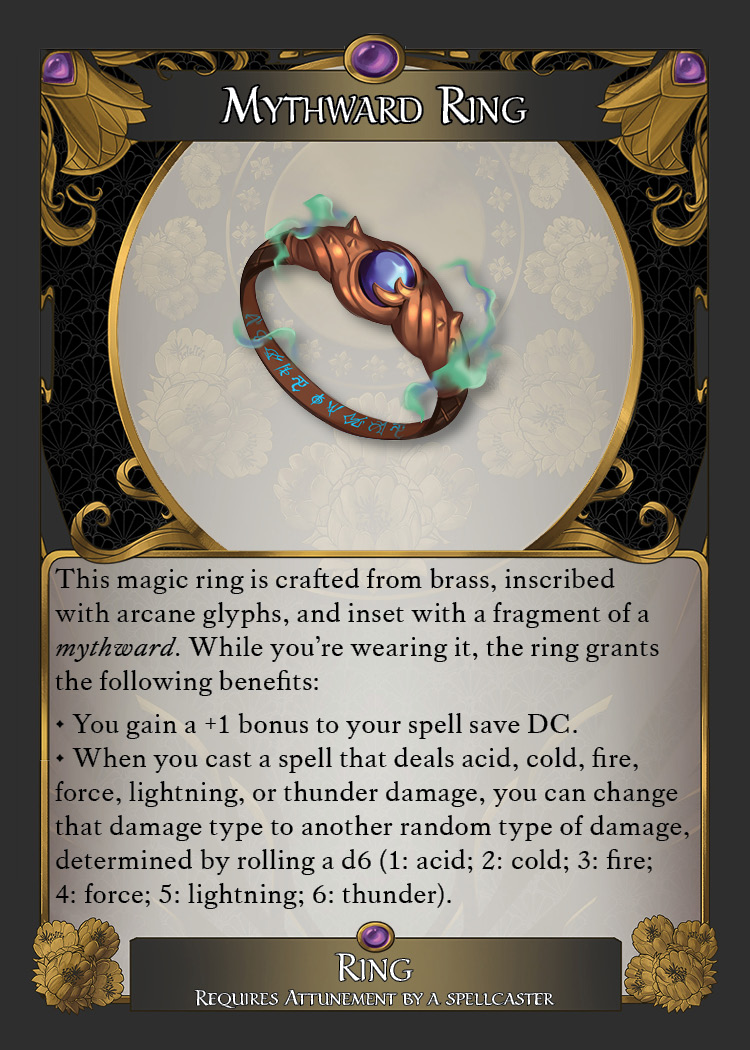 Mythward Ring
This magic ring is crafted from brass, inscribed
with arcane glyphs, and inset with a fragment of a
mythward. While you’re wearing it, the ring grants
the following benefits:
• You gain a +1 bonus to your spell save DC.
• When you cast a spell that deals acid, cold, fire,
force, lightning, or thunder damage, you can change
that damage type to another random type of damage,
determined by rolling a d6 (1: acid; 2: cold; 3: fire;
4: force; 5: lightning; 6: thunder).
Ring
Requires Attunement by a spellcaster